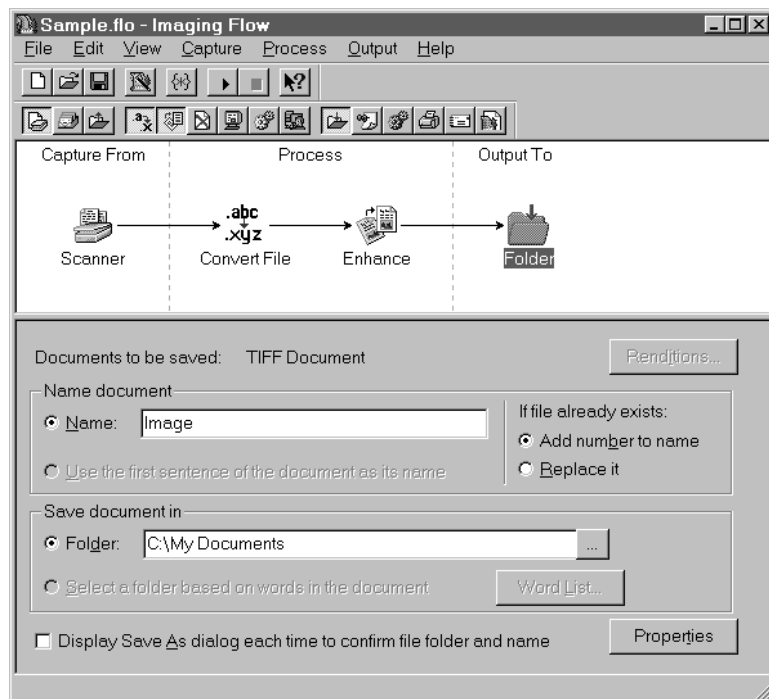 Sample.flo - Imaging Flow
File Edit View Capture Process Output Help
Capture From Process Output To
.abc
.xyz
Scanner Convert File Enhance Folder
Documents to be saved: TIFF Document Renditions...
Name document
Name: Image
Use the first sentence of the document as its name
If file already exists:
Add number to name
Replace it
Save document in
Folder: C:\My Documents ...
Select a folder based on words in the document Word List...
Display Save As dialog each time to confirm file folder and name Properties